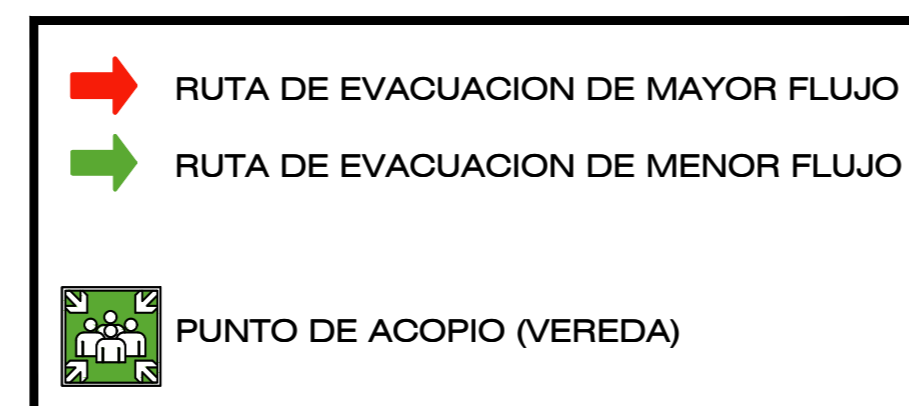 RUTA DE EVACUACION DE MAYOR FLUJO
RUTA DE EVACUACION DE MENOR FLUJO
PUNTO DE ACOPIO (VEREDA)